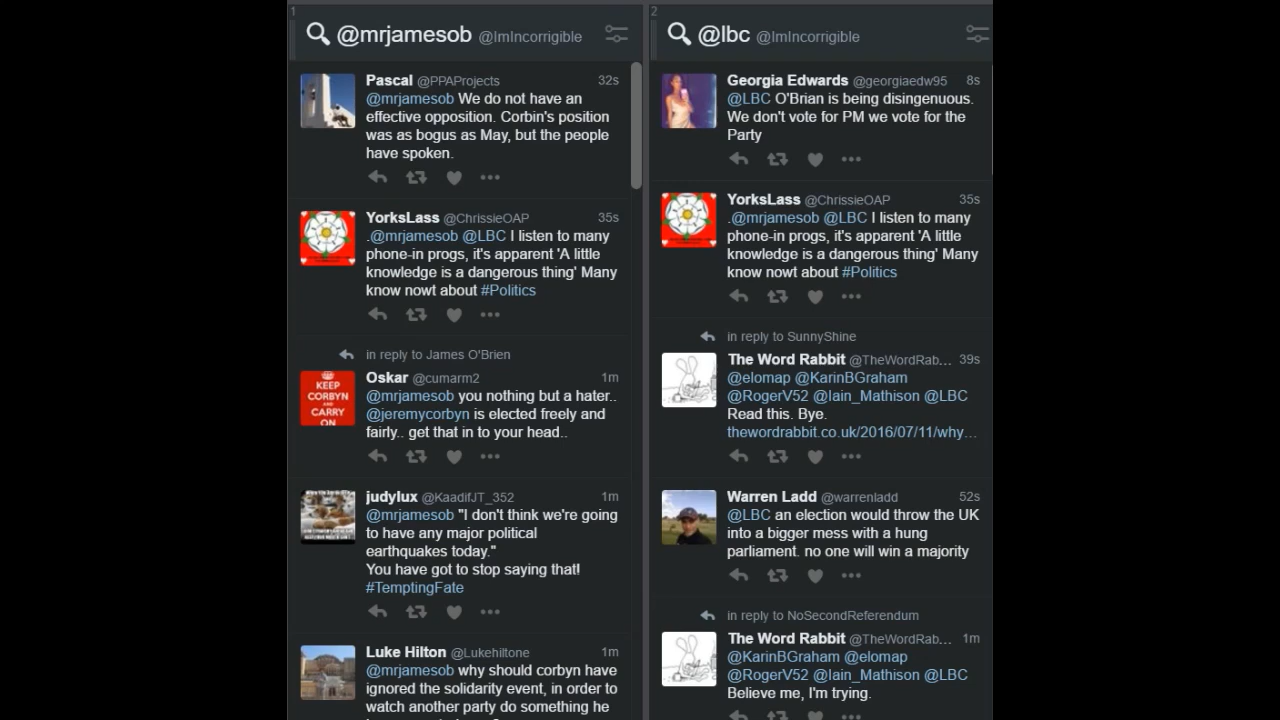 1
@mrjamesob @ImIncorrigible
Pascal @PPAProjects 32s
@mrjamesob We do not have an
effective opposition. Corbin's position
was as bogus as May, but the people
have spoken.
YorksLass @ChrissieOAP 35s
.@mrjamesob @LBC I listen to many
phone-in progs, it's apparent 'A little
knowledge is a dangerous thing' Many
know nowt about #Politics
in reply to James O'Brien
KEEP
CORBYN
AND
CARRY
ON
Oskar @cumarm2 1m
@mrjamesob you nothing but a hater..
@jeremycorbyn is elected freely and
fairly.. get that in to your head..
judylux @KaadifJT_352 1m
@mrjamesob "I don't think we're going
to have any major political
earthquakes today."
You have got to stop saying that!
#TemptingFate
Luke Hilton @Lukehiltone 1m
@mrjamesob why should corbyn have
ignored the solidarity event, in order to
watch another party do something he
2
@lbc @ImIncorrigible
Georgia Edwards @georgiaedw95 8s
@LBC O'Brian is being disingenuous.
We don't vote for PM we vote for the
Party
YorksLass @ChrissieOAP 35s
.@mrjamesob @LBC I listen to many
phone-in progs, it's apparent 'A little
knowledge is a dangerous thing' Many
know nowt about #Politics
in reply to SunnyShine
The Word Rabbit @TheWordRab... 39s
@elomap @KarinBGraham
@RogerV52 @Iain_Mathison @LBC
Read this. Bye.
thewordrabbit.co.uk/2016/07/11/why...
Warren Ladd @warrenladd 52s
@LBC an election would throw the UK
into a bigger mess with a hung
parliament. no one will win a majority
in reply to NoSecondReferendum
The Word Rabbit @TheWordRab... 1m
@KarinBGraham @elomap
@RogerV52 @Iain_Mathison @LBC
Believe me, I'm trying.